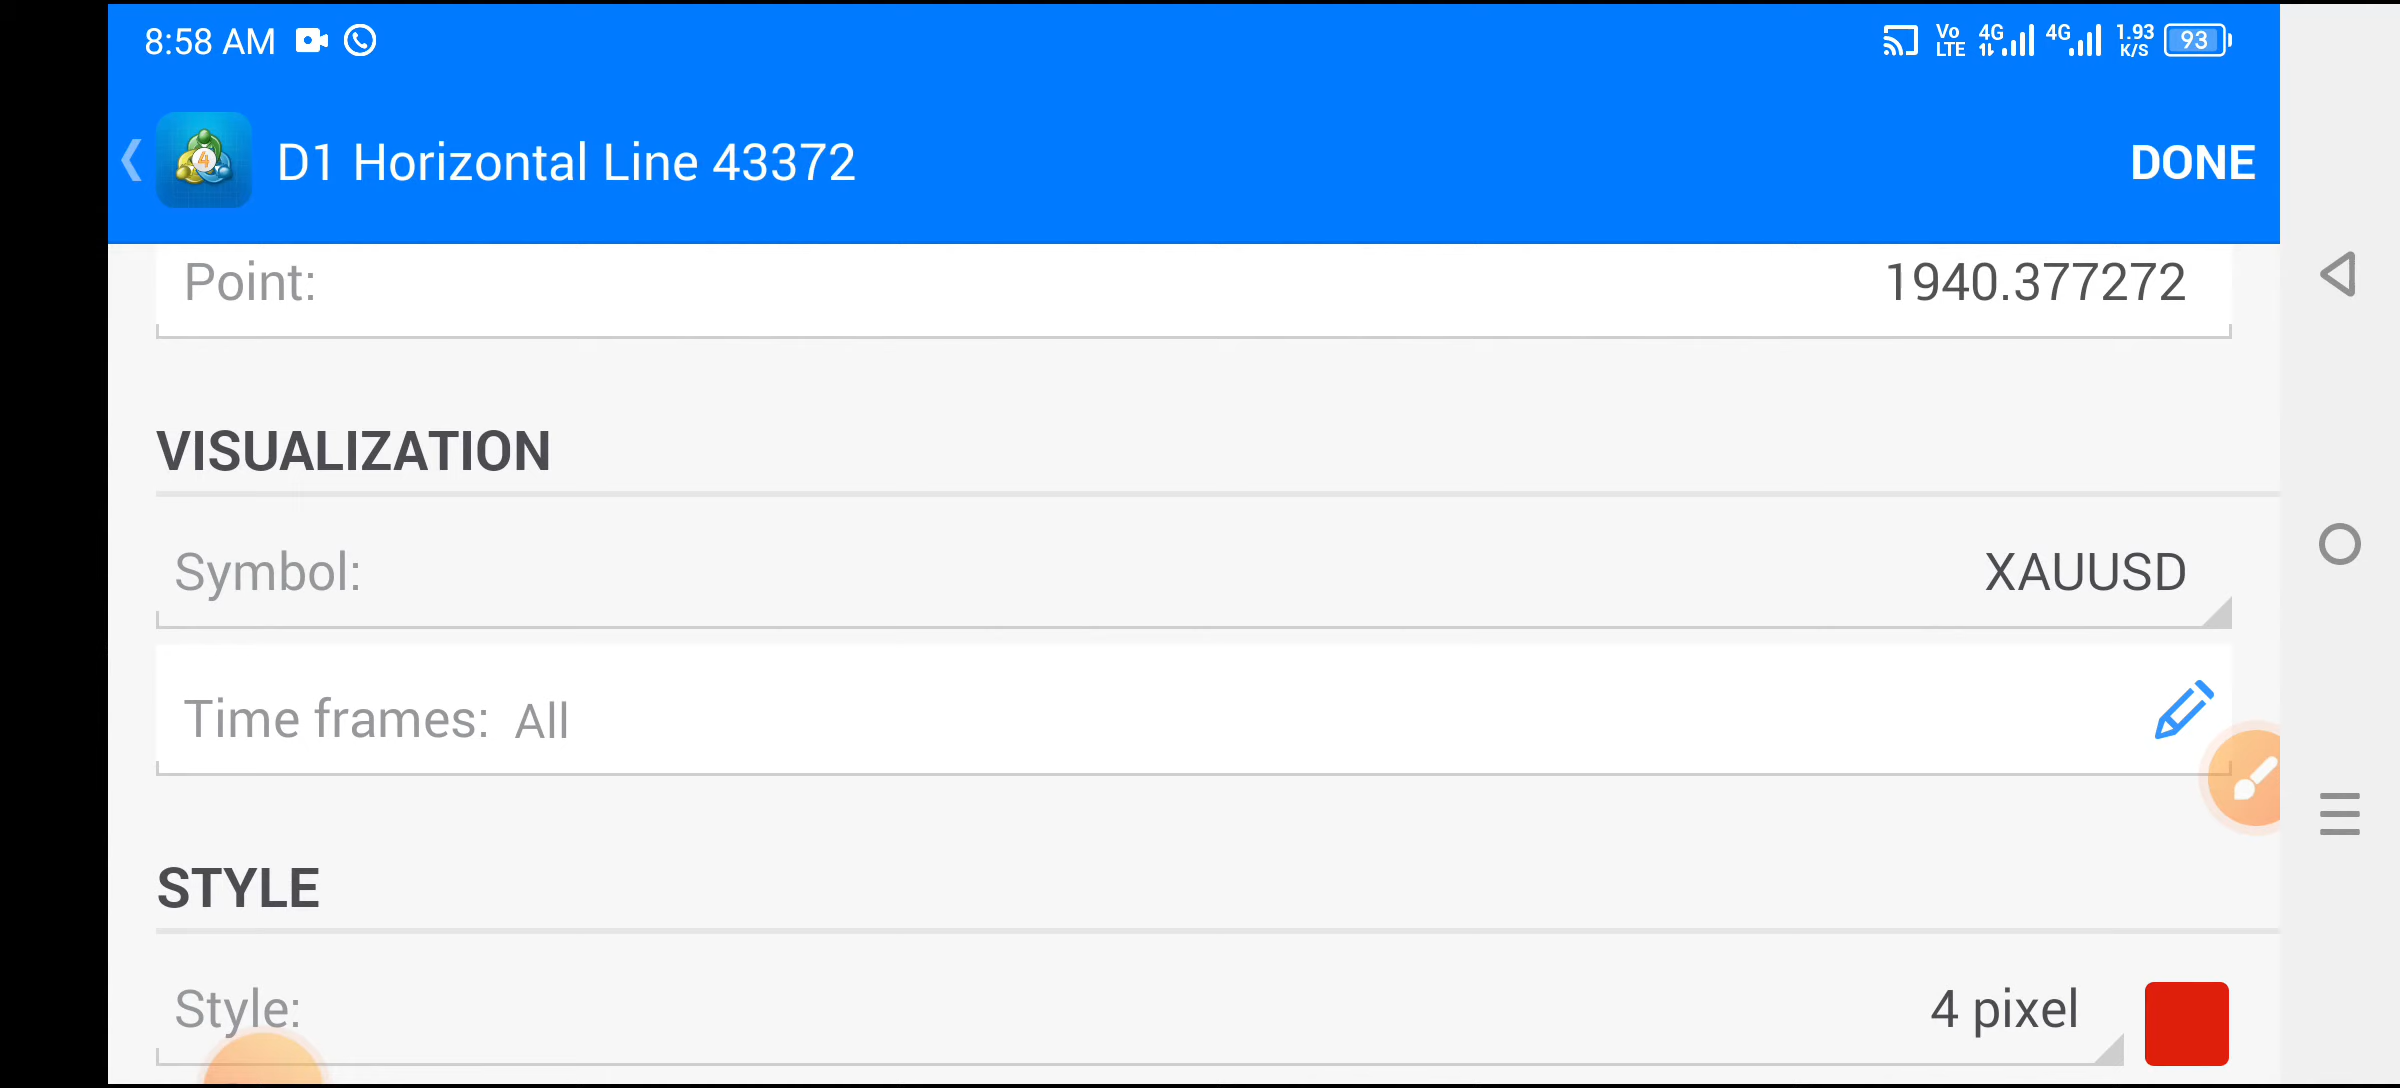 8:58 AM
Vo LTE 4G 4G 1.93 K/S 93
4
D1 Horizontal Line 43372
DONE
Point: 1940.377272
VISUALIZATION
Symbol: XAUUSD
Time frames: All
STYLE
Style: 4 pixel